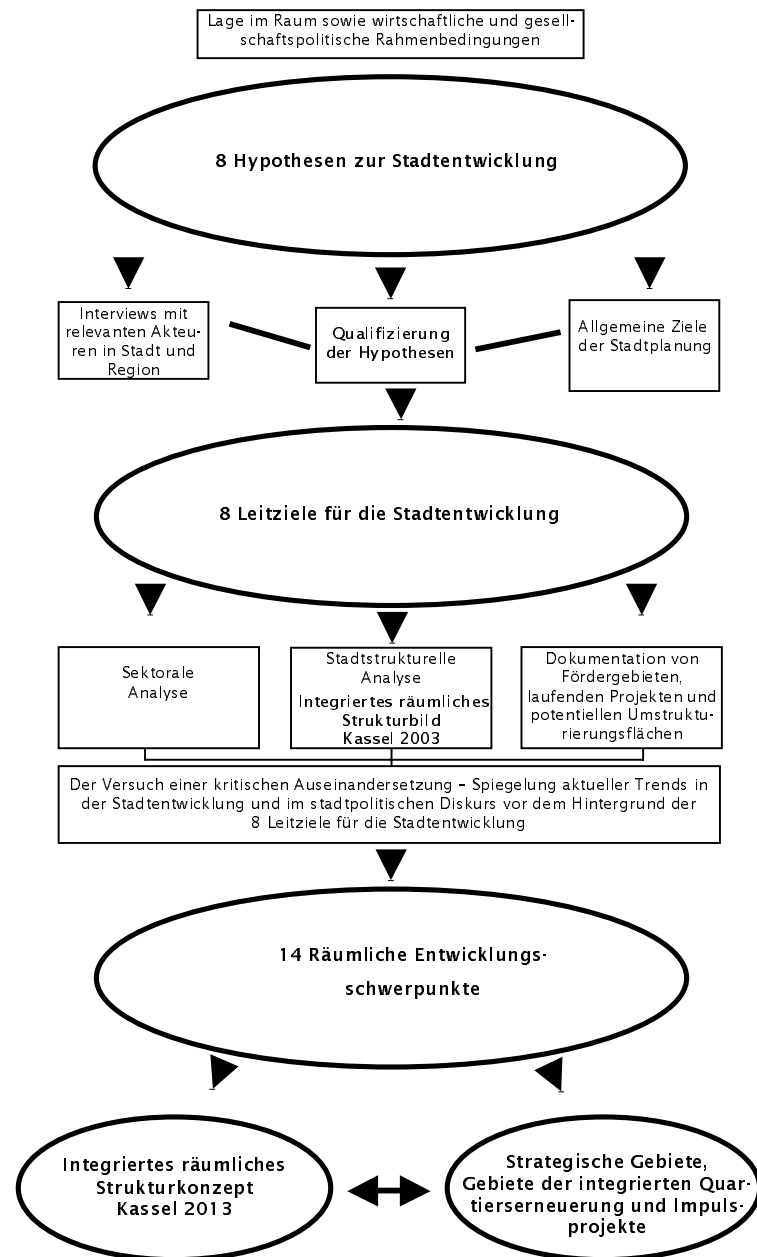 Lage im Raum sowie wirtschaftliche und gesell-
schaftspolitische Rahmenbedingungen
8 Hypothesen zur Stadtentwicklung
Interviews mit
relevanten Akteu-
ren in Stadt und
Region
Qualifizierung
der Hypothesen
Allgemeine Ziele
der Stadtplanung
8 Leitziele für die Stadtentwicklung
Sektorale
Analyse
Stadtstrukturelle
Analyse
Integriertes räumliches
Strukturbild
Kassel 2003
Dokumentation von
Fördergebieten,
laufenden Projekten und
potentiellen Umstruktu-
rierungsflächen
Der Versuch einer kritischen Auseinandersetzung – Spiegelung aktueller Trends in
der Stadtentwicklung und im stadtpolitischen Diskurs vor dem Hintergrund der
8 Leitziele für die Stadtentwicklung
14 Räumliche Entwicklungs-
schwerpunkte
Integriertes räumliches
Strukturkonzept
Kassel 2013
Strategische Gebiete,
Gebiete der integrierten Quar-
tierserneuerung und Impuls-
projekte